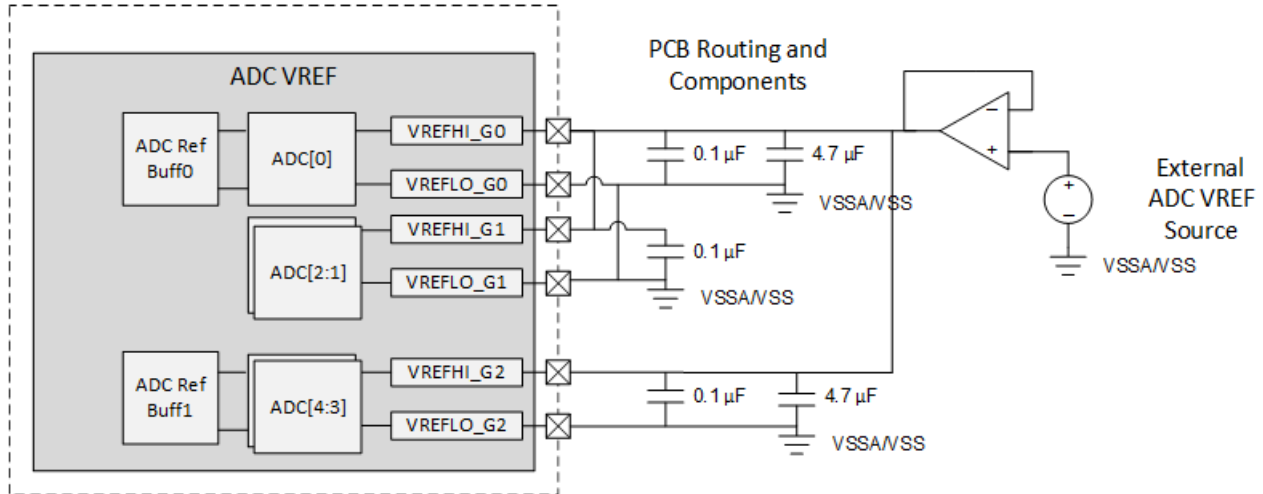 ADC VREF
ADC Ref
Buff0
ADC[0]
VREFHI_G0
VREFLO_G0
ADC[2:1]
VREFHI_G1
VREFLO_G1
ADC Ref
Buff1
ADC[4:3]
VREFHI_G2
VREFLO_G2
PCB Routing and
Components
0.1 µF
4.7 µF
VSSA/VSS
0.1 µF
VSSA/VSS
0.1 µF
4.7 µF
VSSA/VSS
−
+
+
−
External
ADC VREF
Source
VSSA/VSS